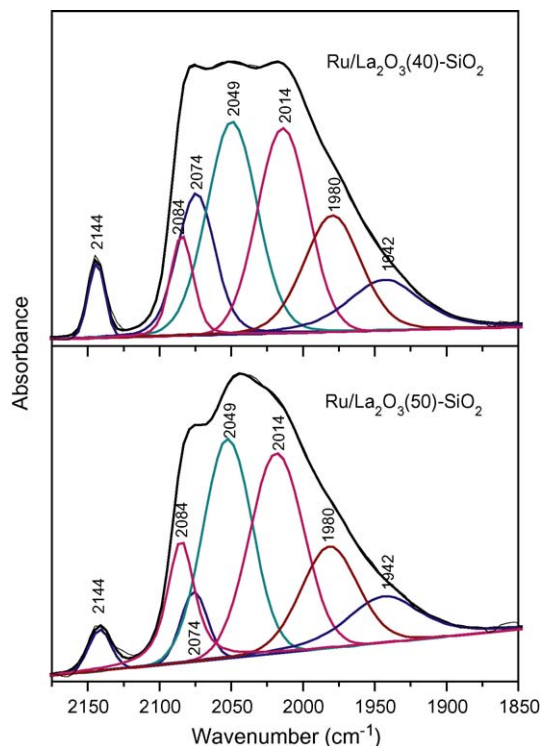 Ru/La₂O₃(40)-SiO₂
2144
2084
2074
2049
2014
1980
1942
Absorbance
Ru/La₂O₃(50)-SiO₂
2144
2084
2074
2049
2014
1980
1942
2150 2100 2050 2000 1950 1900 1850
Wavenumber (cm⁻¹)